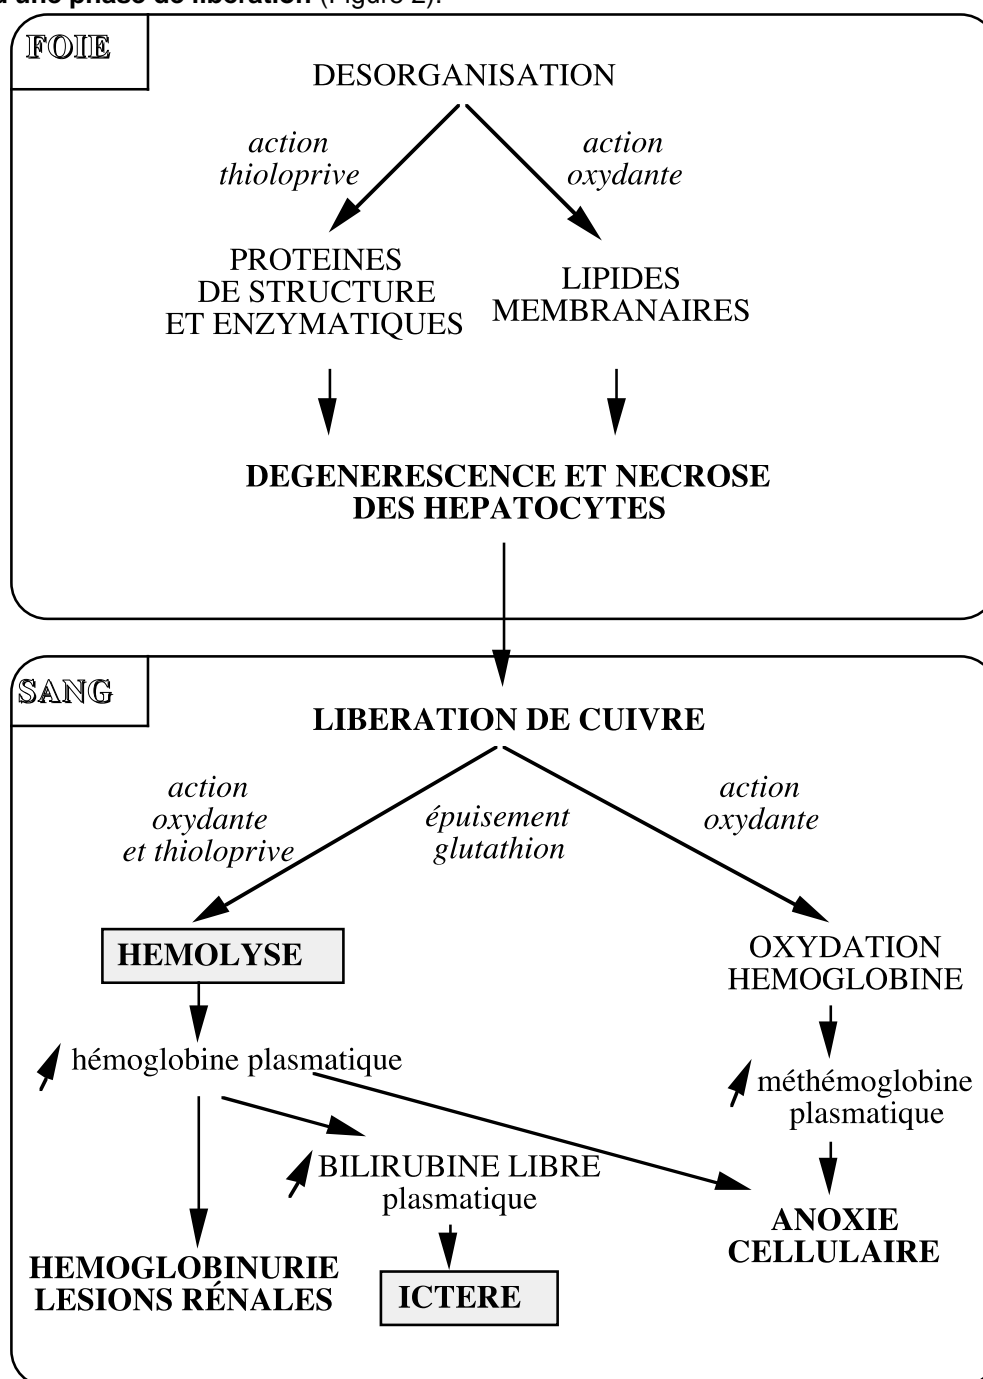 d'une phase de libération (Figure 2).
FOIE
DESORGANISATION
action
thioloprive
action
oxydante
PROTEINES
DE STRUCTURE
ET ENZYMATIQUES
LIPIDES
MEMBRANAIRES
DEGENERESCENCE ET NECROSE
DES HEPATOCYTES
SANG
LIBERATION DE CUIVRE
action
oxydante
et thioloprive
épuisement
glutathion
action
oxydante
HEMOLYSE
OXYDATION
HEMOGLOBINE
hémoglobine plasmatique
méthémoglobine
plasmatique
BILIRUBINE LIBRE
plasmatique
ANOXIE
CELLULAIRE
HEMOGLOBINURIE
LESIONS RÉNALES
ICTERE